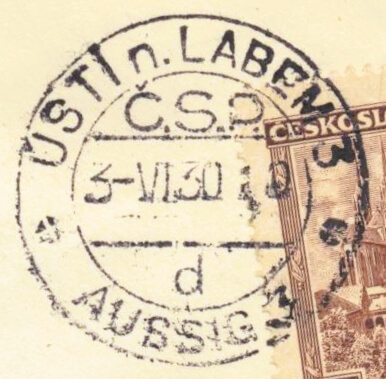 ÚSTÍ n. LABEM 3
Č.S.P.
3-VI.30
d
AUSSIG
ČESKOSL